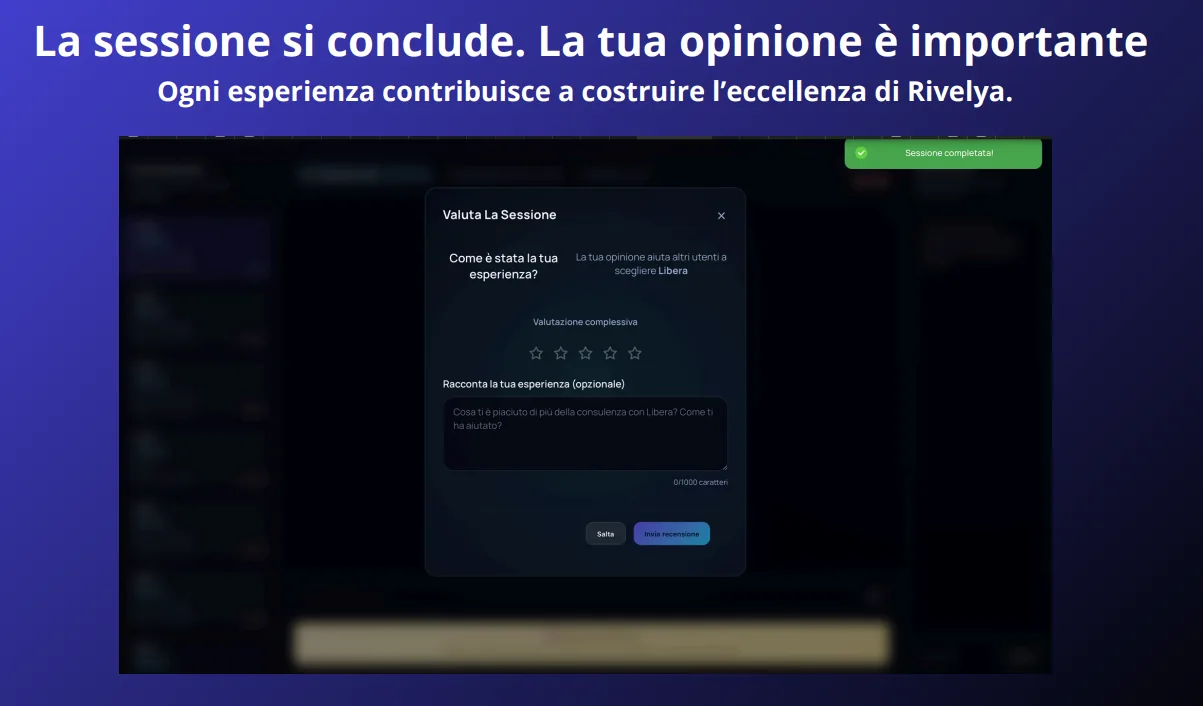 La sessione si conclude. La tua opinione è importante
Ogni esperienza contribuisce a costruire l’eccellenza di Rivelya.
Sessione completata!
Valuta La Sessione
Come è stata la tua
esperienza?
La tua opinione aiuta altri utenti a
scegliere Libera
Valutazione complessiva
Racconta la tua esperienza (opzionale)
Cosa ti è piaciuto di più della consulenza con Libera? Come ti
ha aiutato?
0/1000 caratteri
Salta
Invia recensione